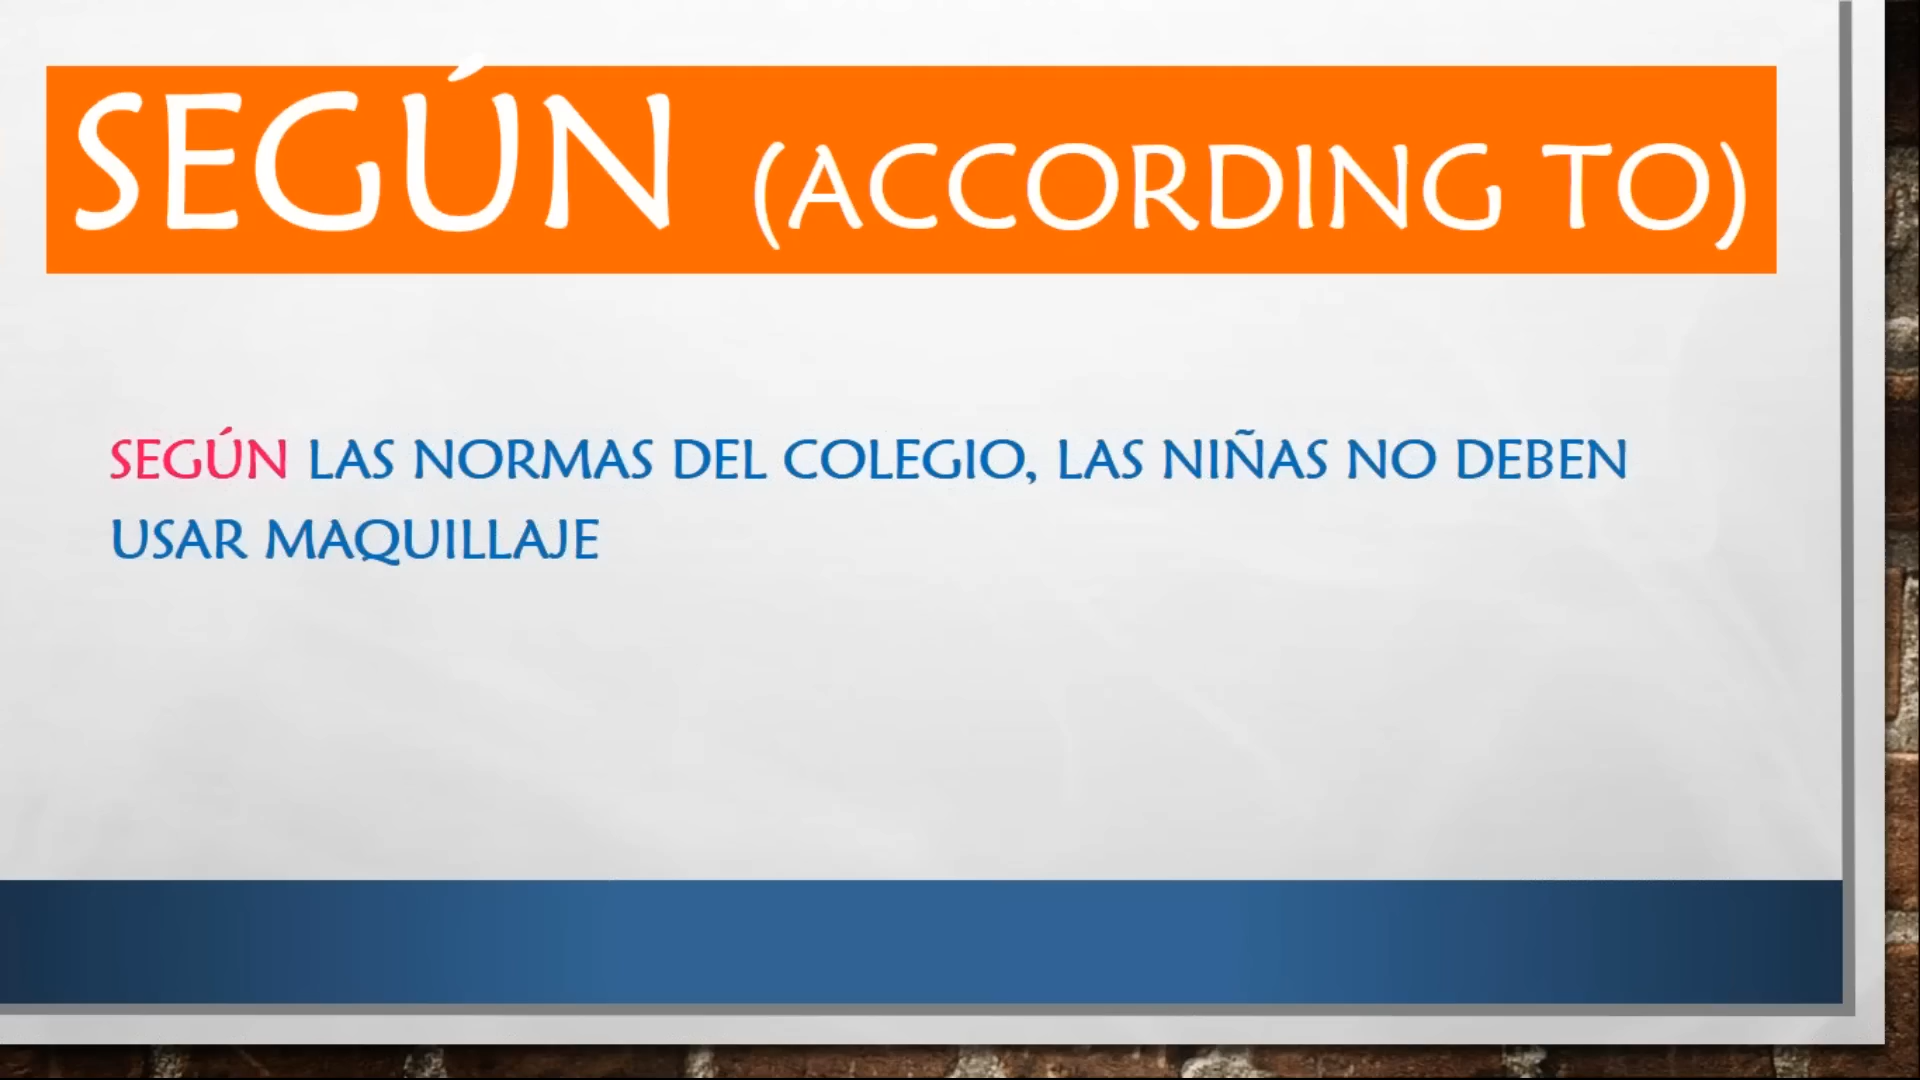 SEGÚN (ACCORDING TO)
SEGÚN LAS NORMAS DEL COLEGIO, LAS NIÑAS NO DEBEN
USAR MAQUILLAJE